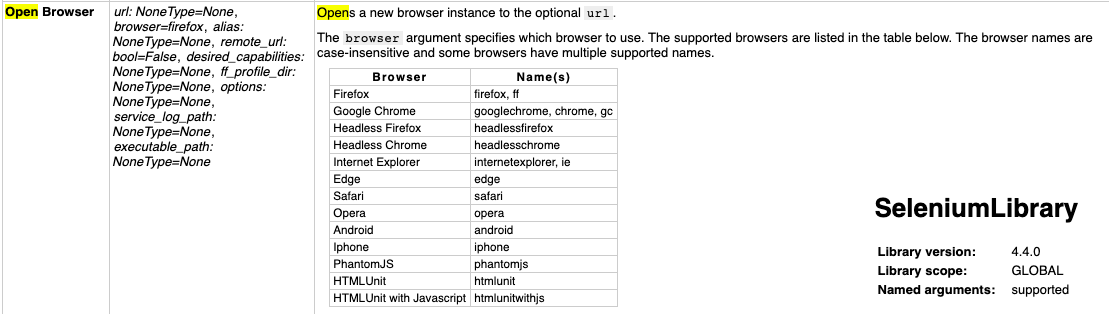 Open Browser
url: NoneType=None,
browser=firefox, alias:
NoneType=None, remote_url:
bool=False, desired_capabilities:
NoneType=None, ff_profile_dir:
NoneType=None, options:
NoneType=None,
service_log_path:
NoneType=None,
executable_path:
NoneType=None
Opens a new browser instance to the optional url.
The browser argument specifies which browser to use. The supported browsers are listed in the table below. The browser names are
case-insensitive and some browsers have multiple supported names.
Browser Name(s)
Firefox firefox, ff
Google Chrome googlechrome, chrome, gc
Headless Firefox headlessfirefox
Headless Chrome headlesschrome
Internet Explorer internetexplorer, ie
Edge edge
Safari safari
Opera opera
Android android
Iphone iphone
PhantomJS phantomjs
HTMLUnit htmlunit
HTMLUnit with Javascript htmlunitwithjs
SeleniumLibrary
Library version: 4.4.0
Library scope: GLOBAL
Named arguments: supported